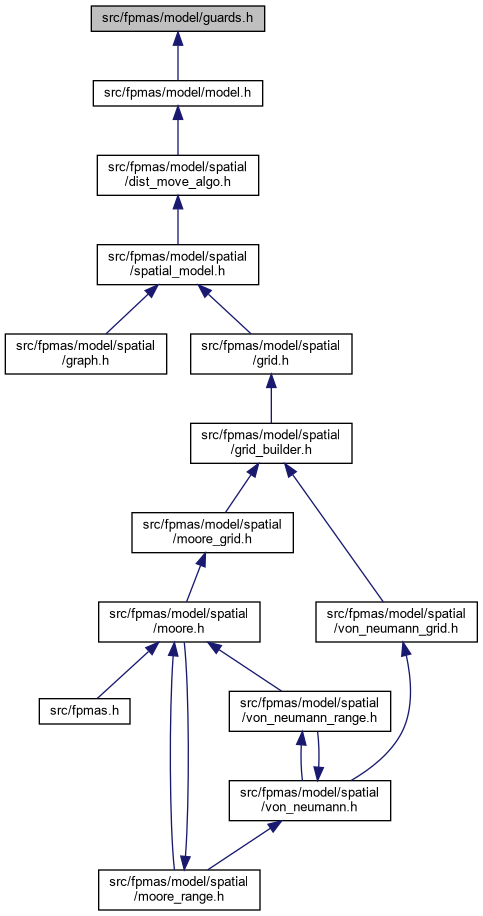 src/fpmas/model/guards.h
src/fpmas/model/model.h
src/fpmas/model/spatial
/dist_move_algo.h
src/fpmas/model/spatial
/spatial_model.h
src/fpmas/model/spatial
/graph.h
src/fpmas/model/spatial
/grid.h
src/fpmas/model/spatial
/grid_builder.h
src/fpmas/model/spatial
/moore_grid.h
src/fpmas/model/spatial
/moore.h
src/fpmas/model/spatial
/von_neumann_grid.h
src/fpmas.h
src/fpmas/model/spatial
/von_neumann_range.h
src/fpmas/model/spatial
/von_neumann.h
src/fpmas/model/spatial
/moore_range.h